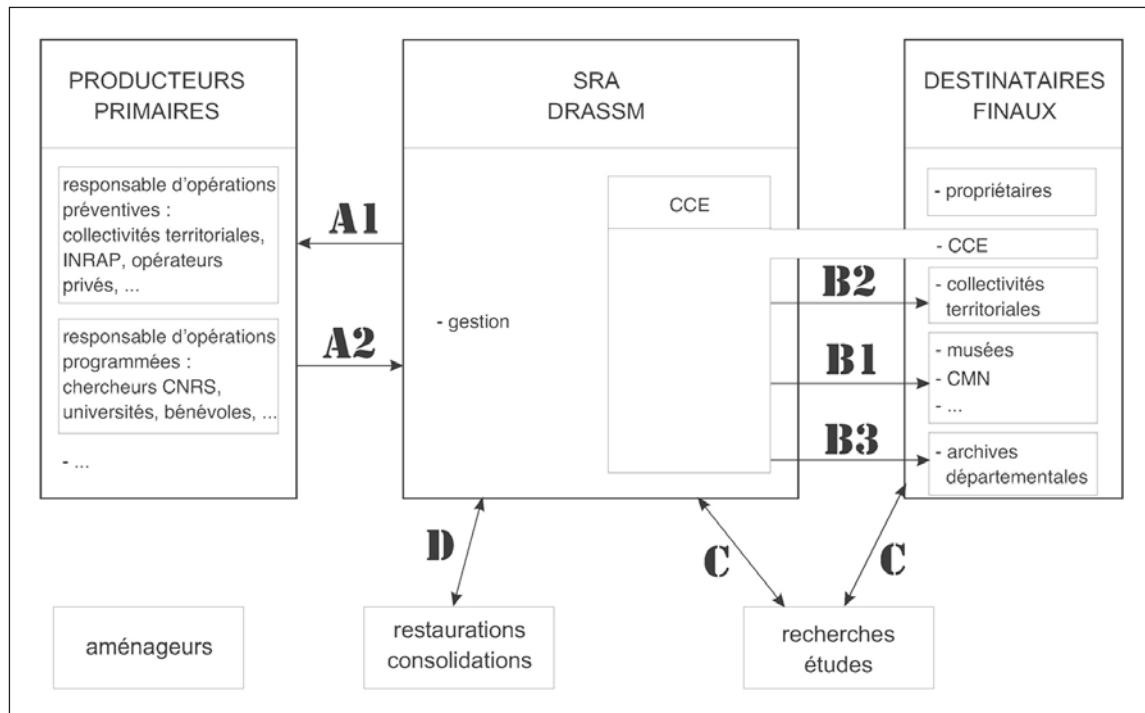 PRODUCTEURS
PRIMAIRES
responsable d'opérations
préventives :
collectivités territoriales,
INRAP, opérateurs
privés, ...
responsable d'opérations
programmées :
chercheurs CNRS,
universités, bénévoles, ...
- ...
A1
A2
SRA
DRASSM
- gestion
CCE
B2
B1
B3
DESTINATAIRES
FINAUX
- propriétaires
- CCE
- collectivités
territoriales
- musées
- CMN
- ...
- archives
départementales
D
C
C
aménageurs
restaurations
consolidations
recherches
études